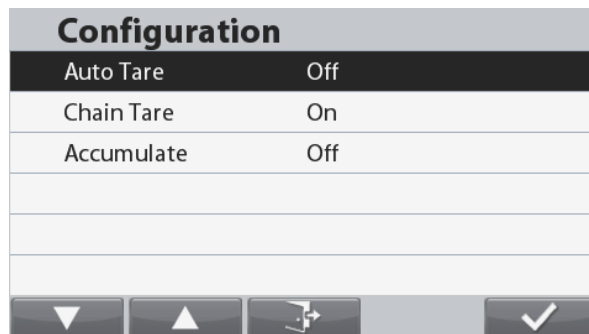 Configuration
Auto Tare Off
Chain Tare On
Accumulate Off